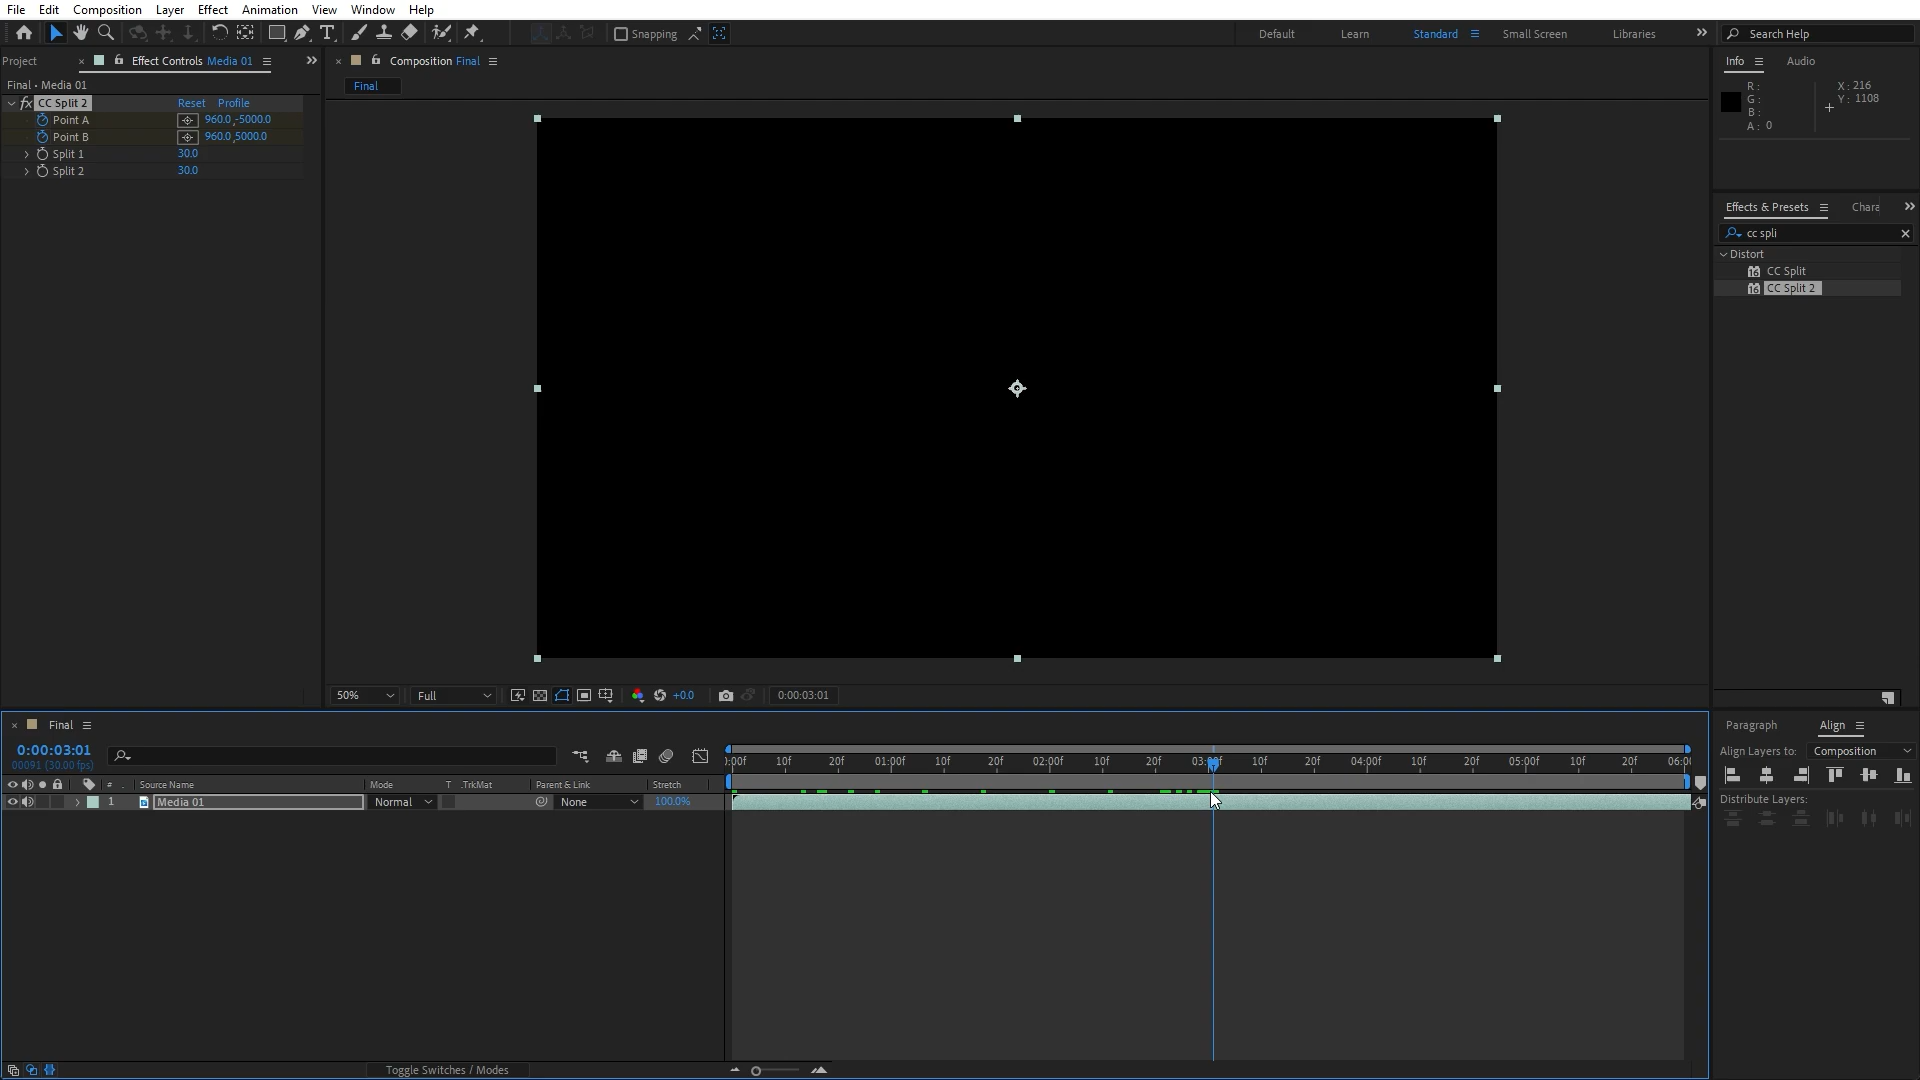 File Edit Composition Layer Effect Animation View Window Help
Snapping Default Learn Standard Small Screen Libraries Search Help
Project Effect Controls Media 01 Composition Final Info Audio
Final • Media 01
Final
CC Split 2 Reset Profile
Point A 960.0,-5000.0
Point B 960.0,5000.0
Split 1 30.0
Split 2 30.0
R:
G:
B:
A: 0
X: 216
Y: 1108
Effects & Presets Chara
cc spli
Distort
CC Split
CC Split 2
50% Full +0.0 0:00:03:01
Final
Paragraph Align
0:00:03:01
00091 (30.00 fps)
:00f 10f 20f 01:00f 10f 20f 02:00f 10f 20f 03:00f 10f 20f 04:00f 10f 20f 05:00f 10f 20f 06:00
Align Layers to: Composition
# Source Name Mode T .TrkMat Parent & Link Stretch
1 Media 01 Normal None 100.0%
Distribute Layers:
Toggle Switches / Modes